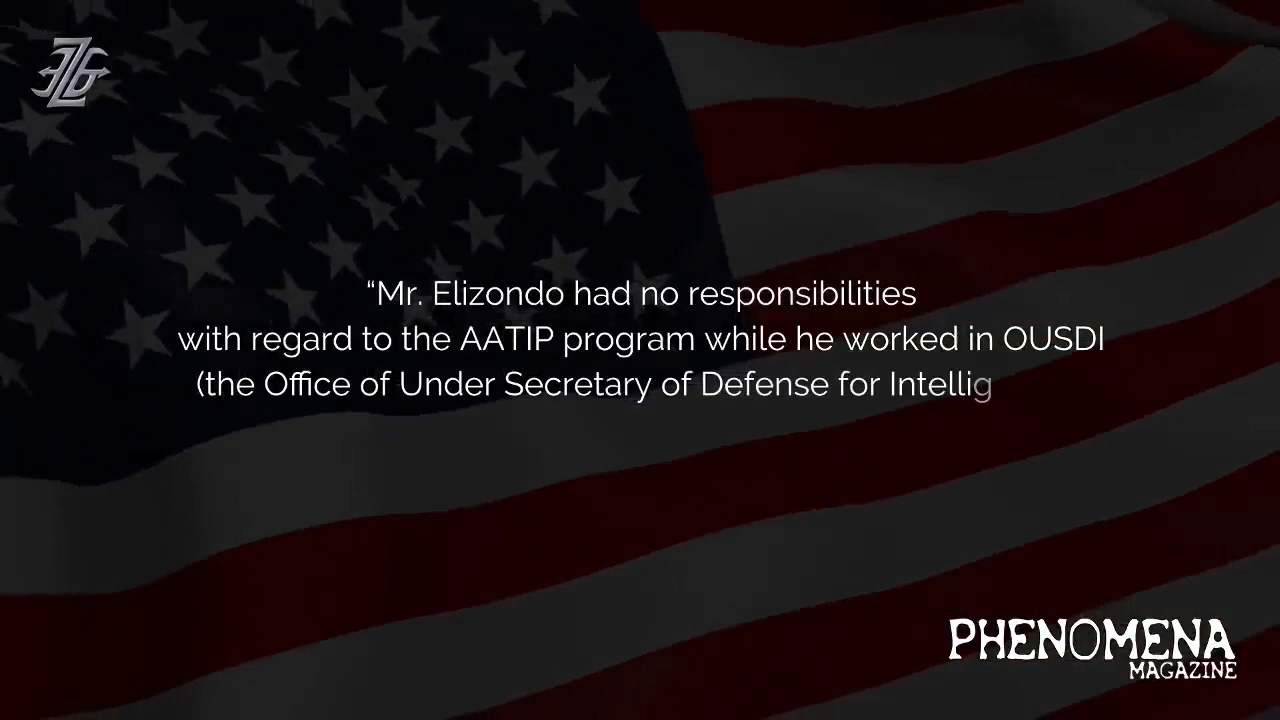 “Mr. Elizondo had no responsibilities
with regard to the AATIP program while he worked in OUSDI
(the Office of Under Secretary of Defense for Intellig
PHENOMENA
MAGAZINE